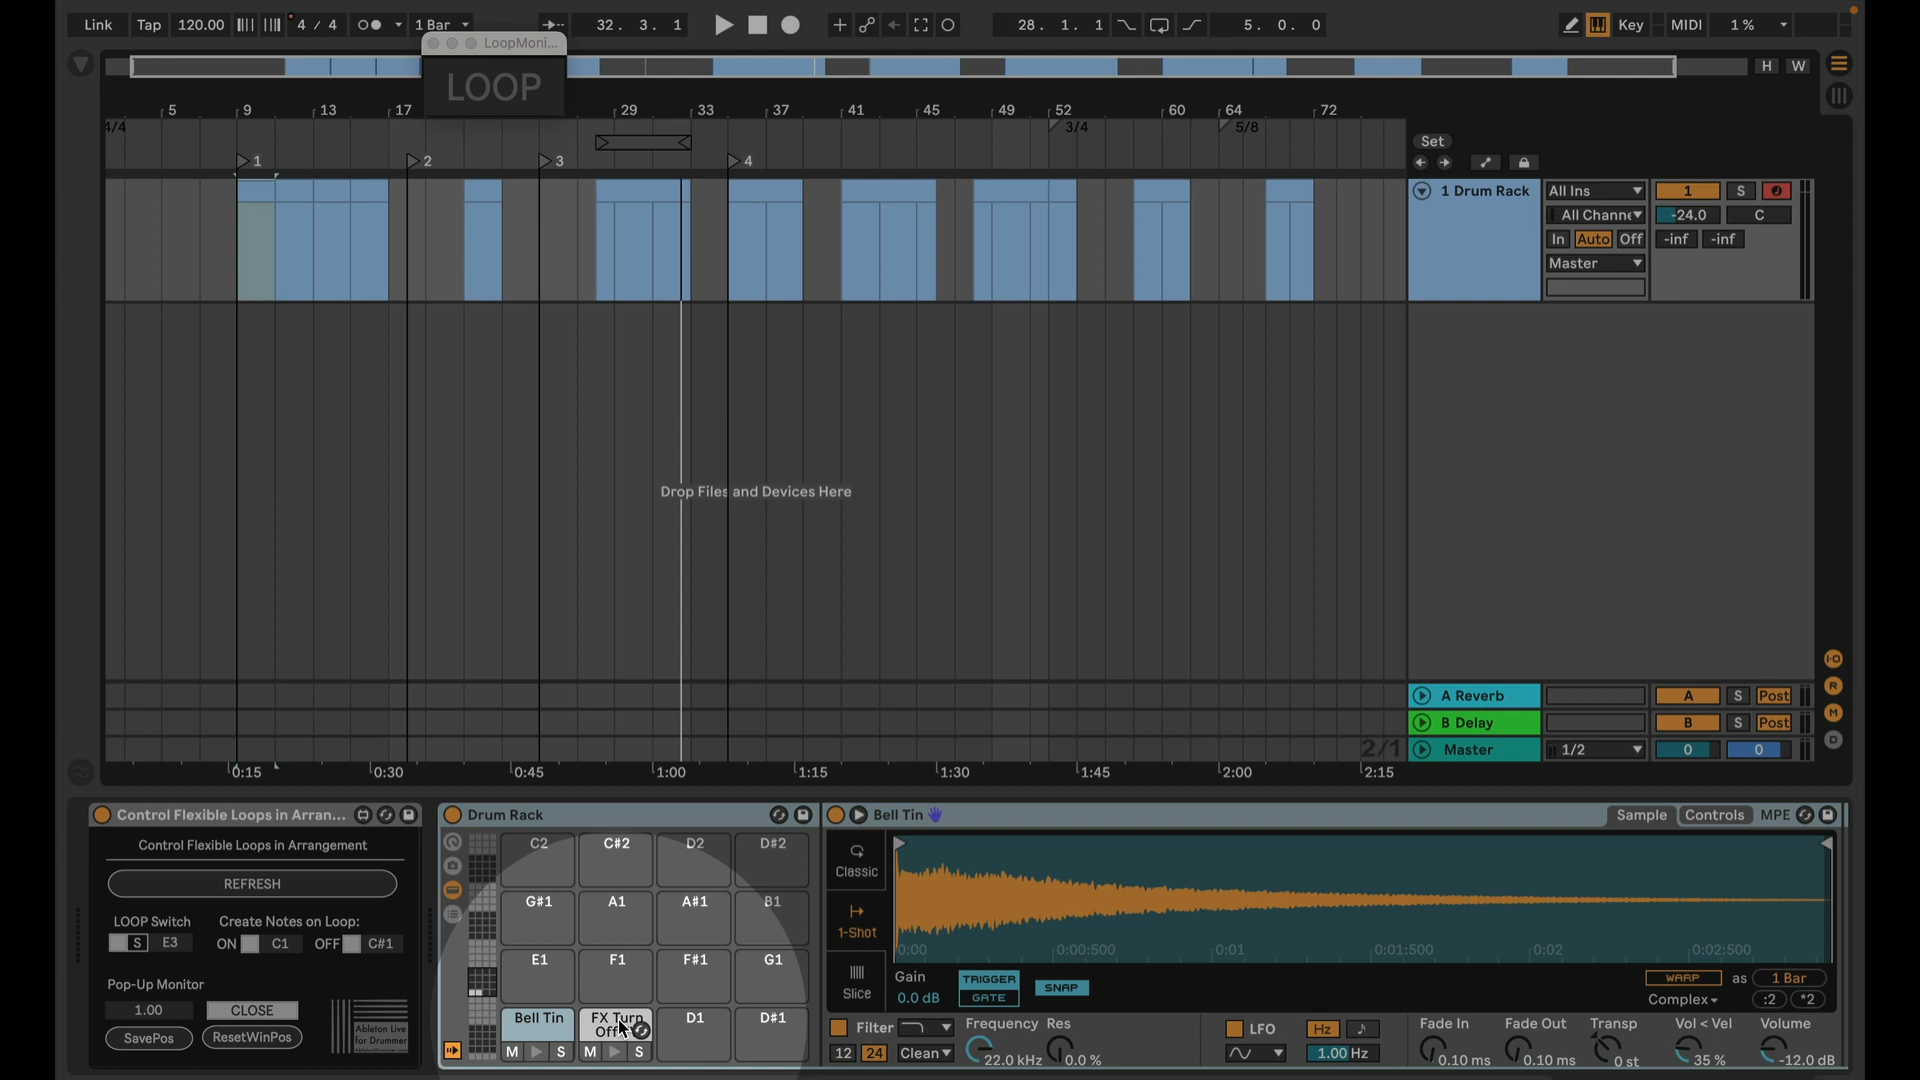 Link Tap 120.00 4 / 4 1 Bar 32. 3. 1 28. 1. 1 5. 0. 0 Key MIDI 1 %
LoopMoni...
LOOP
H W
5 9 13 17 29 33 37 41 45 49 52 60 64 72
4/4 3/4 5/8
1 2 3 4
Set
1 Drum Rack All Ins 1 S
All Channe -24.0 C
In Auto Off -inf -inf
Master
Drop Files and Devices Here
A Reverb A S Post
B Delay B S Post
2/1 Master 1/2 0 0
0:15 0:30 0:45 1:00 1:15 1:30 1:45 2:00 2:15
I·O
R
M
D
Control Flexible Loops in Arran...
Control Flexible Loops in Arrangement
REFRESH
LOOP Switch Create Notes on Loop:
S E3 ON C1 OFF C#1
Pop-Up Monitor
1.00 CLOSE
SavePos ResetWinPos
Ableton Live
for Drummer
Drum Rack
C2 C#2 D2 D#2
G#1 A1 A#1 B1
E1 F1 F#1 G1
Bell Tin FX Turn Off D1 D#1
M S M S
Bell Tin Sample Controls MPE
Classic
1-Shot
Slice
0:00 0:00:500 0:01 0:01:500 0:02 0:02:500
Gain TRIGGER SNAP WARP as 1 Bar
0.0 dB GATE Complex :2 *2
Filter Frequency Res LFO Hz Fade In Fade Out Transp Vol < Vel Volume
12 24 Clean 22.0 kHz 0.0 % 1.00 Hz 0.10 ms 0.10 ms 0 st 35 % -12.0 dB